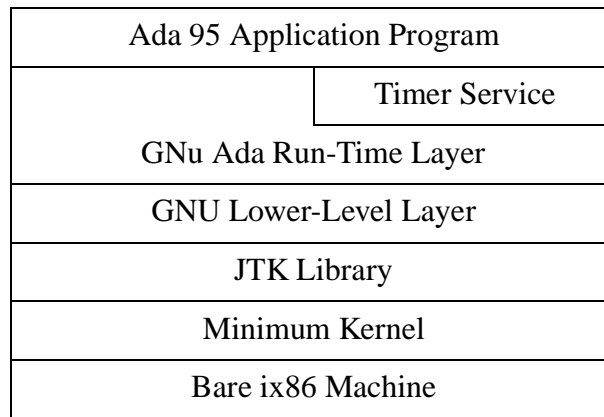 Ada 95 Application Program
Timer Service
GNu Ada Run-Time Layer
GNU Lower-Level Layer
JTK Library
Minimum Kernel
Bare ix86 Machine